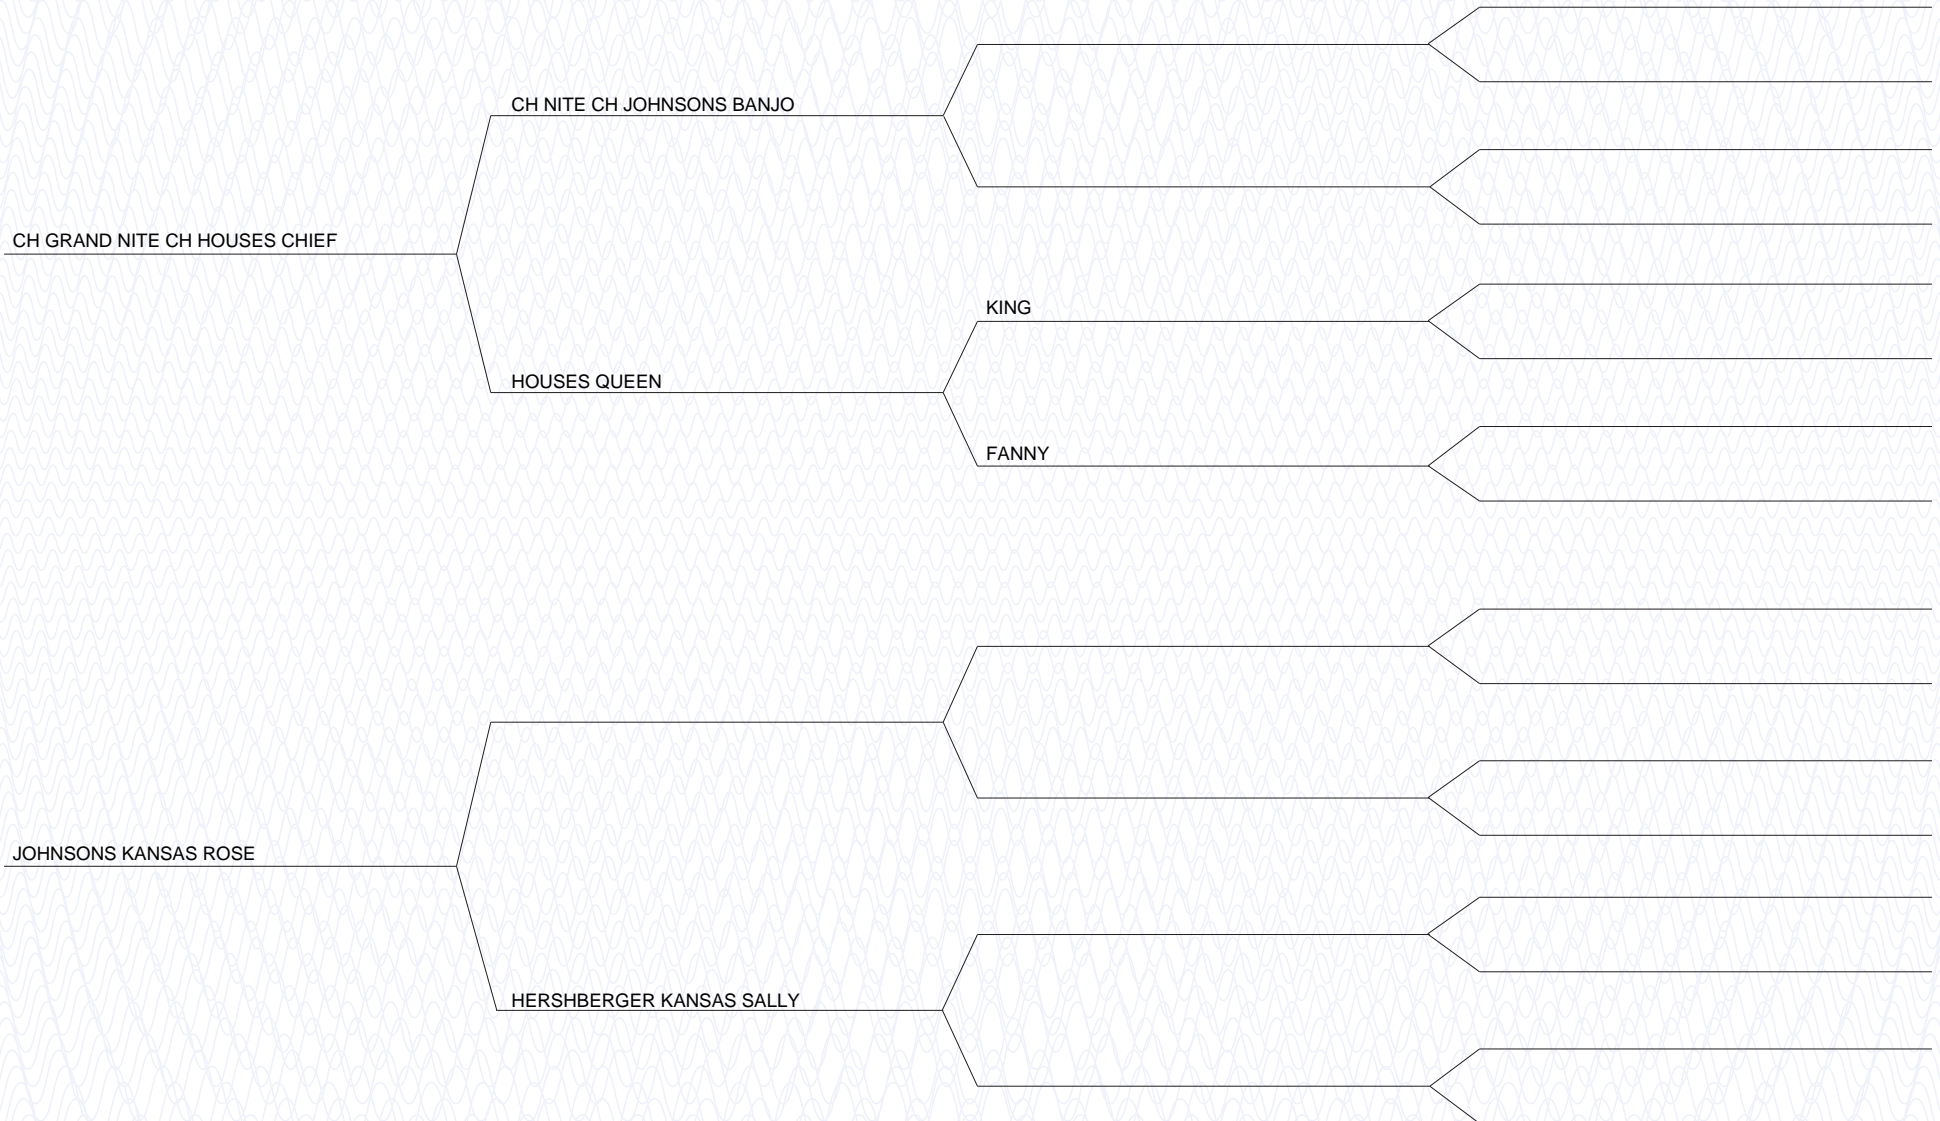 CH NITE CH JOHNSONS BANJO
CH GRAND NITE CH HOUSES CHIEF
KING
HOUSES QUEEN
FANNY
JOHNSONS KANSAS ROSE
HERSHBERGER KANSAS SALLY